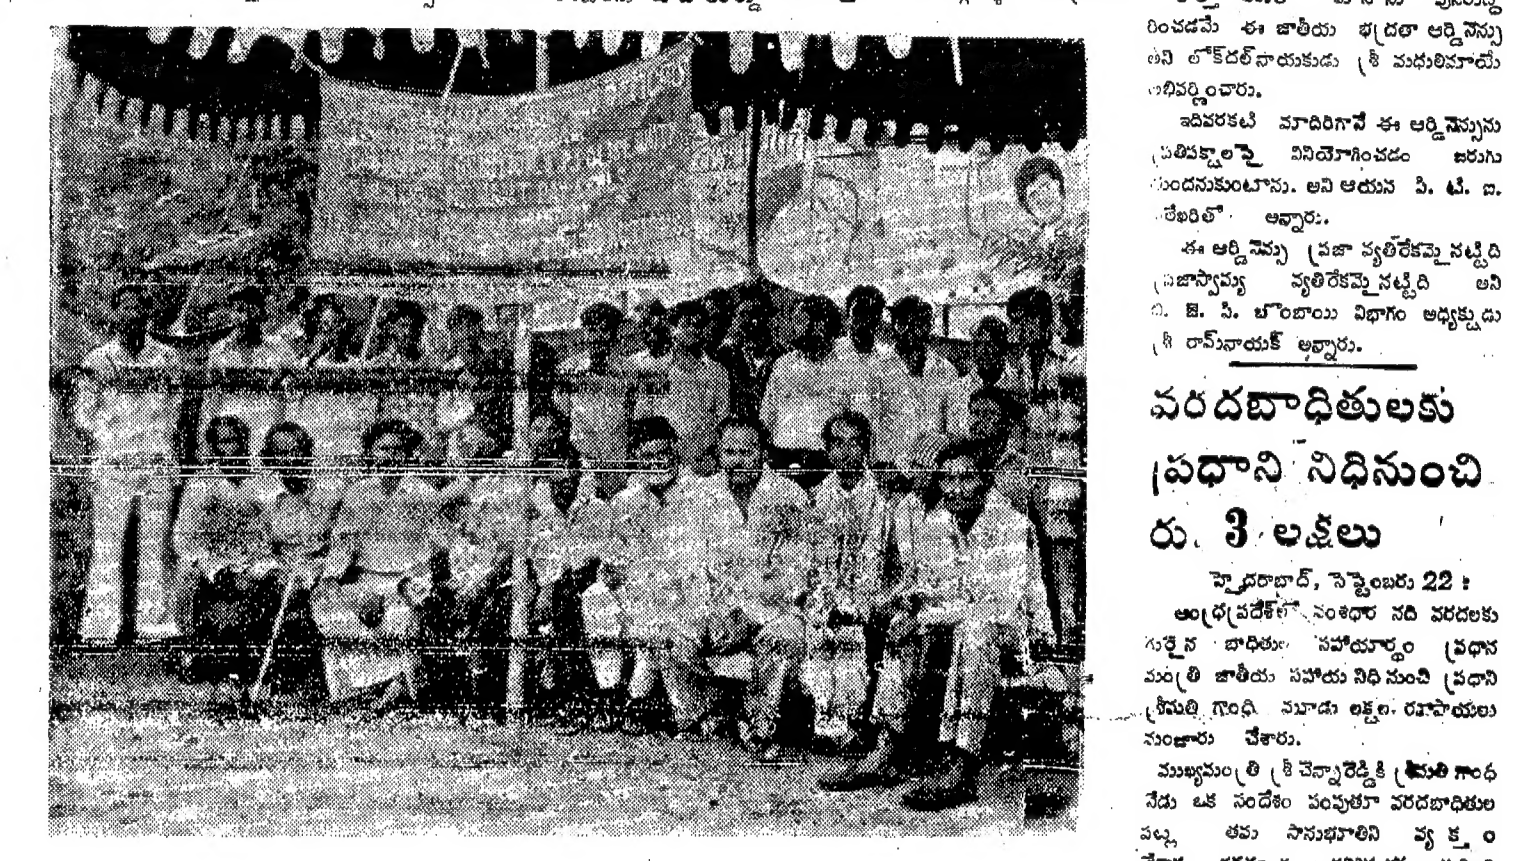 రించడమే ఈ జాతీయ భద్రతా ఆర్డినెన్సు
అని లోక్‌దల్ నాయకుడు శ్రీ మధులిమాయే
అభివర్ణించారు.
ఇదివరకటి మాదిరిగానే ఈ ఆర్డినెన్సును
ప్రతిపక్షాలపై వినియోగించడం జరుగు
తుందనుకుంటాను. అని ఆయన పి. టి. ఐ.
లేఖరితో అన్నారు.
ఈ ఆర్డినెన్సు ప్రజా వ్యతిరేకమైనట్టిది
ప్రజాస్వామ్య వ్యతిరేకమైనట్టిది అని
జె. పి. బొంబాయి విభాగం అధ్యక్షుడు
శ్రీ రామ్‌నాయక్ అన్నారు.
వరదబాధితులకు
ప్రధాని నిధినుంచి
రు. 3 లక్షలు
హైదరాబాద్, సెప్టెంబరు 22 :
ఆంధ్రప్రదేశ్‌లో వంశధార నది వరదలకు
గురైన బాధితుల సహాయార్థం ప్రధాన
మంత్రి జాతీయ సహాయ నిధి నుంచి ప్రధాని
శ్రీమతి గాంధి మూడు లక్షల రూపాయలు
మంజూరు చేశారు.
ముఖ్యమంత్రి శ్రీ చెన్నారెడ్డికి శ్రీమతి గాంధి
నేడు ఒక సందేశం పంపుతూ వరదబాధితుల
పట్ల తమ సానుభూతిని వ్యక్తం